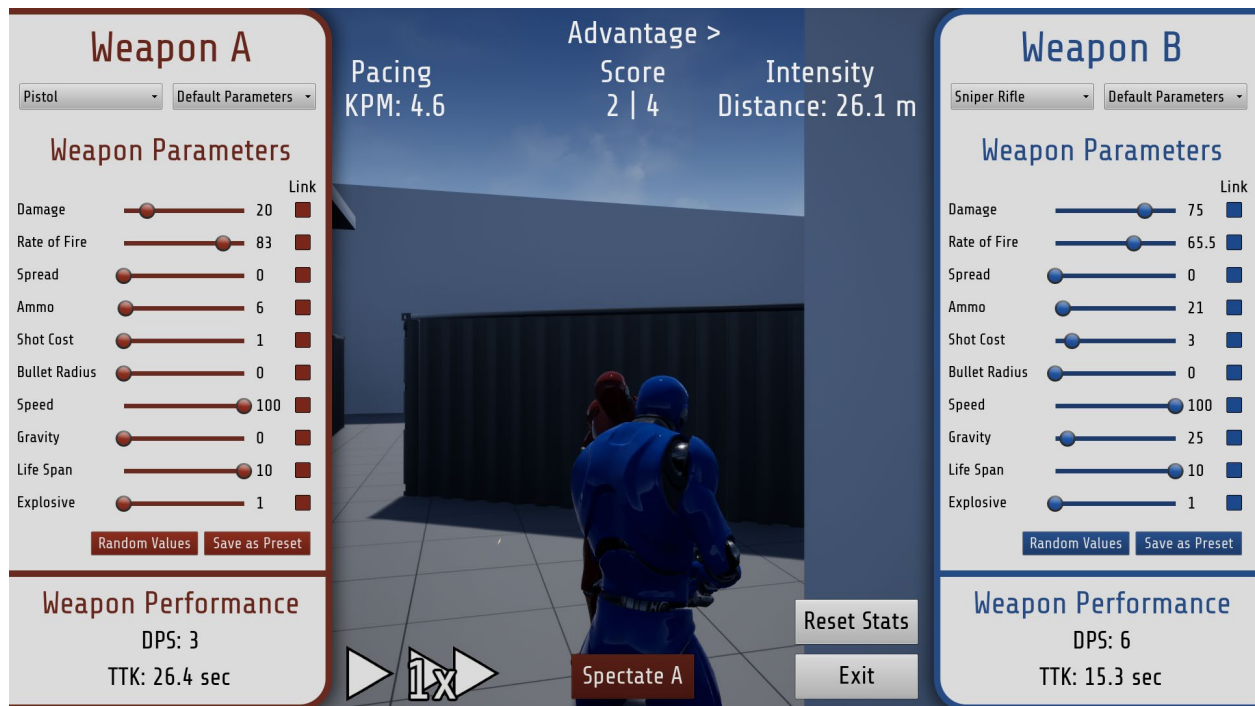 Weapon A
Pistol
Default Parameters
Weapon Parameters
Link
Damage 20
Rate of Fire 83
Spread 0
Ammo 6
Shot Cost 1
Bullet Radius 0
Speed 100
Gravity 0
Life Span 10
Explosive 1
Random Values
Save as Preset
Weapon Performance
DPS: 3
TTK: 26.4 sec
Advantage >
Pacing
KPM: 4.6
Score
2 | 4
Intensity
Distance: 26.1 m
1x
Spectate A
Reset Stats
Exit
Weapon B
Sniper Rifle
Default Parameters
Weapon Parameters
Link
Damage 75
Rate of Fire 65.5
Spread 0
Ammo 21
Shot Cost 3
Bullet Radius 0
Speed 100
Gravity 25
Life Span 10
Explosive 1
Random Values
Save as Preset
Weapon Performance
DPS: 6
TTK: 15.3 sec